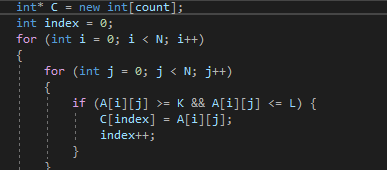 int* C = new int[count];
int index = 0;
for (int i = 0; i < N; i++)
{
for (int j = 0; j < N; j++)
{
if (A[i][j] >= K && A[i][j] <= L) {
C[index] = A[i][j];
index++;
}
}